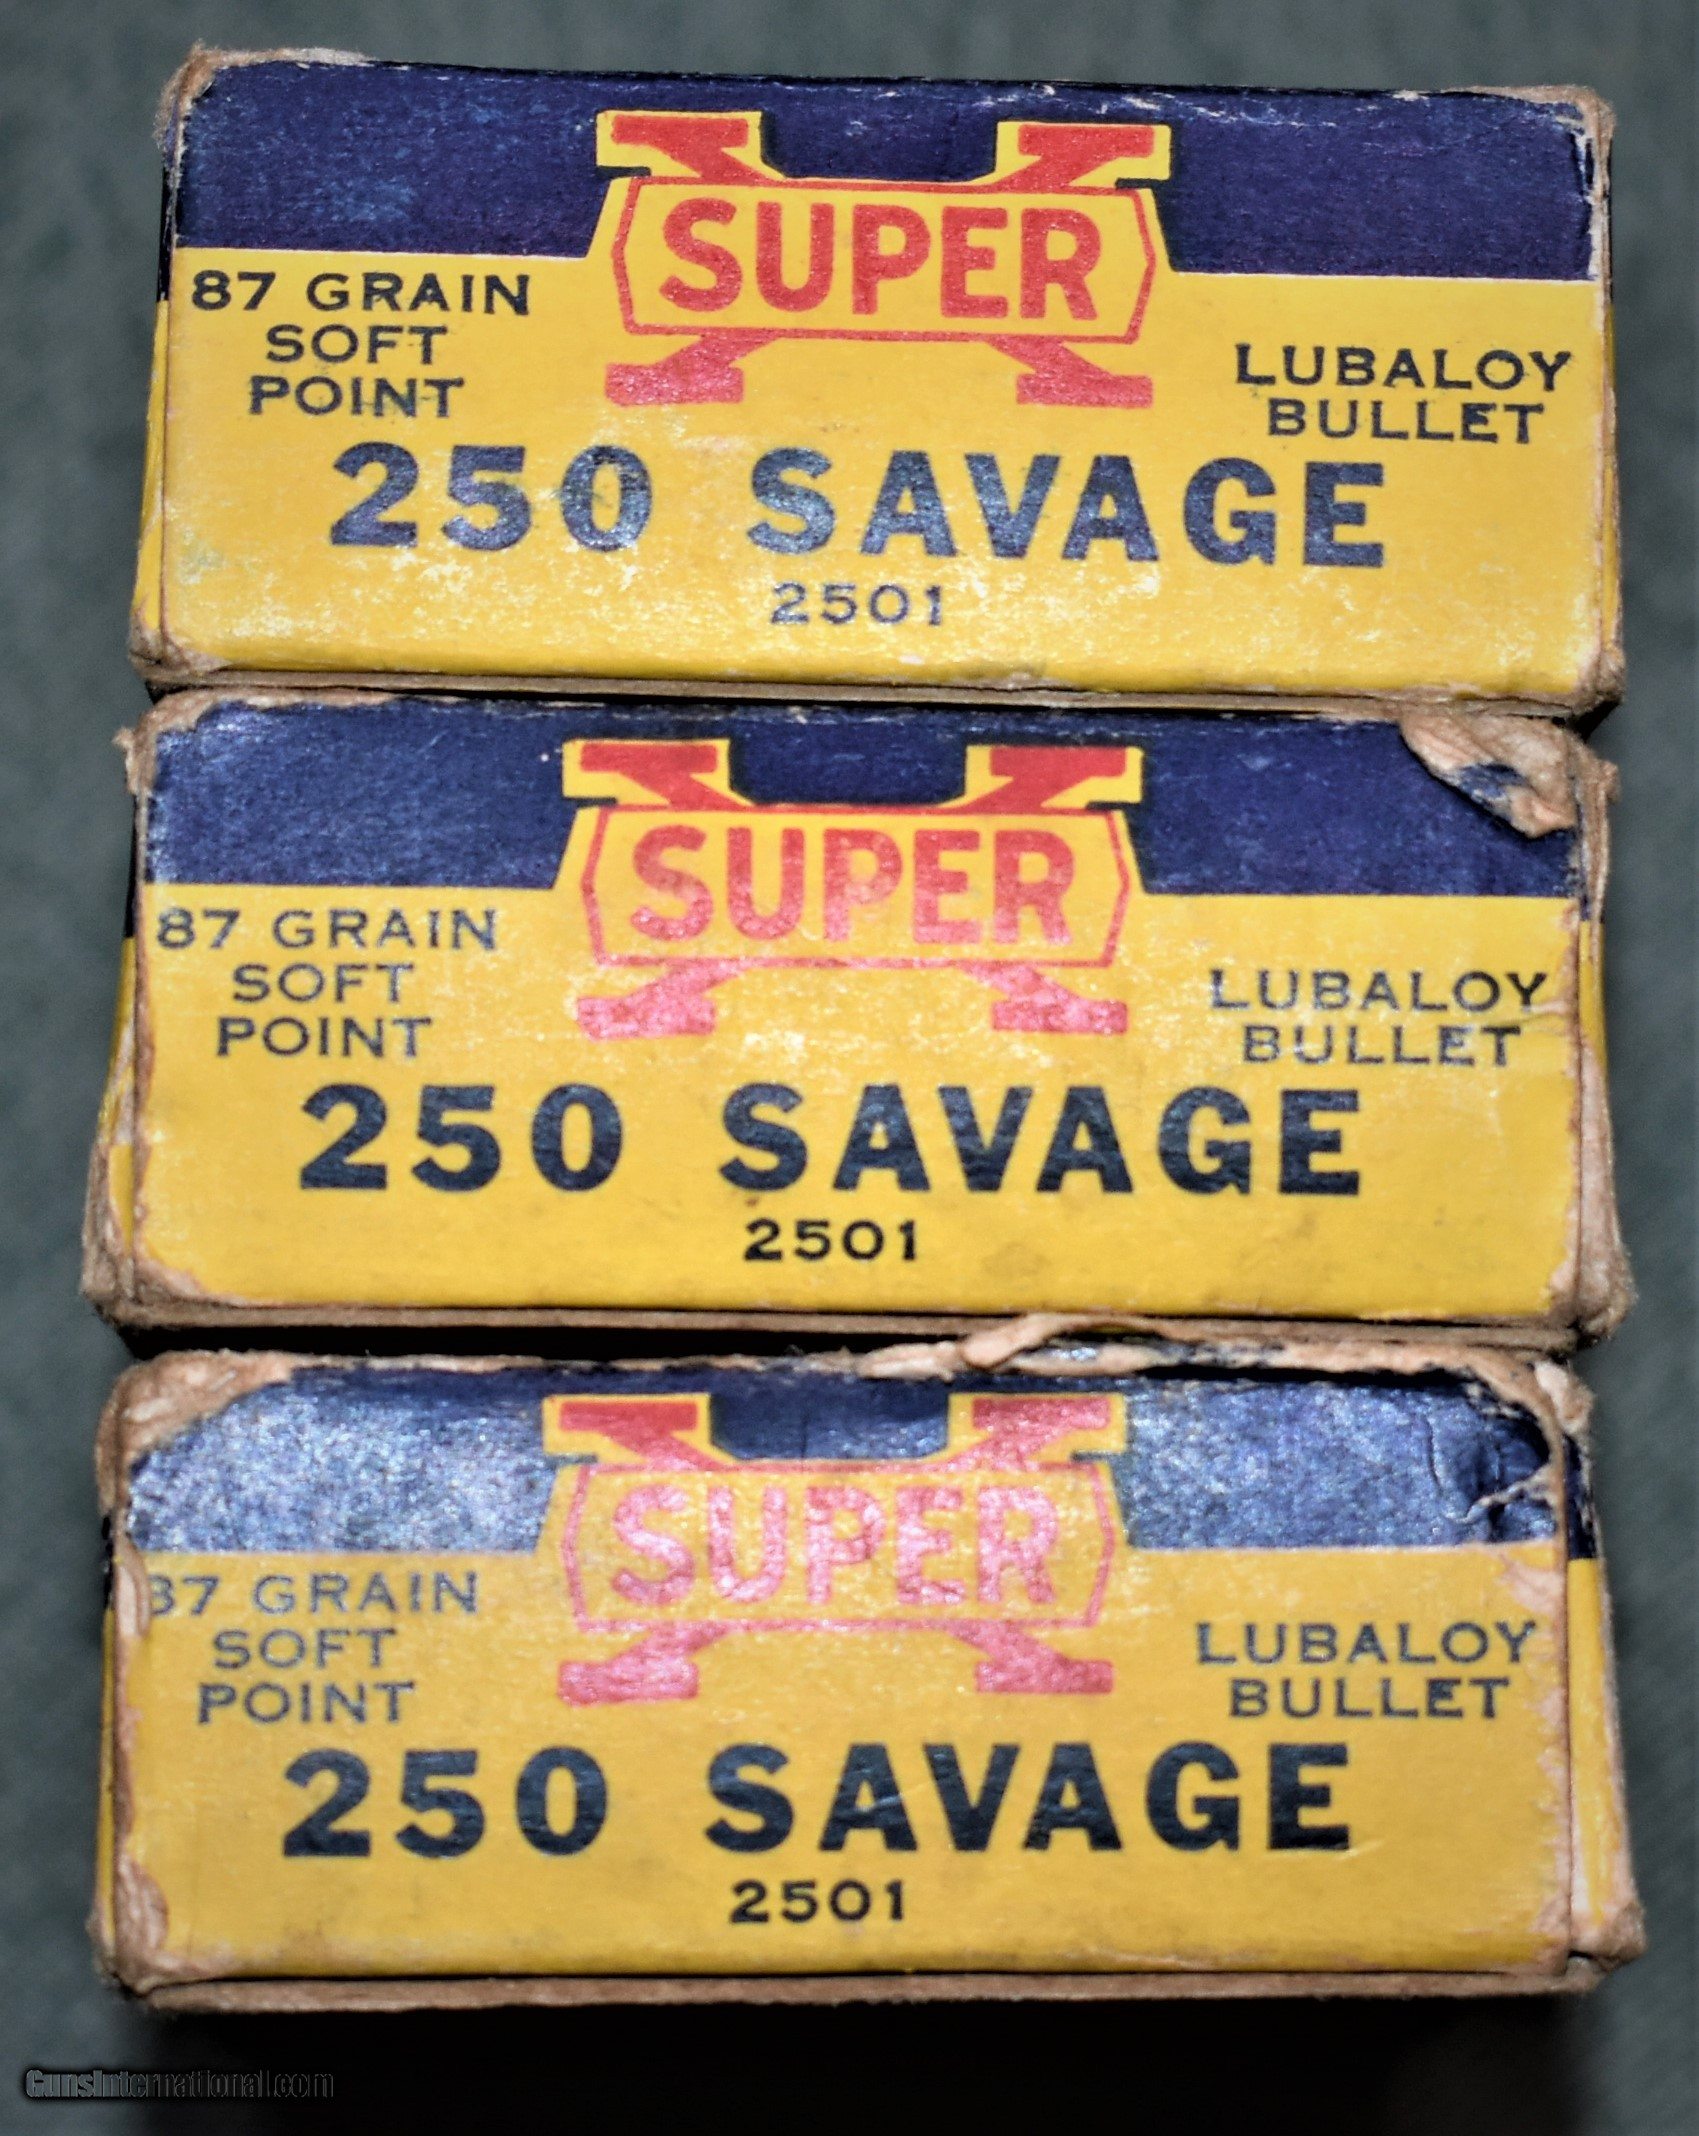 SUPER X
87 GRAIN
SOFT
POINT
LUBALOY
BULLET
250 SAVAGE
2501
SUPER X
87 GRAIN
SOFT
POINT
LUBALOY
BULLET
250 SAVAGE
2501
SUPER X
87 GRAIN
SOFT
POINT
LUBALOY
BULLET
250 SAVAGE
2501
GunsInternational.com